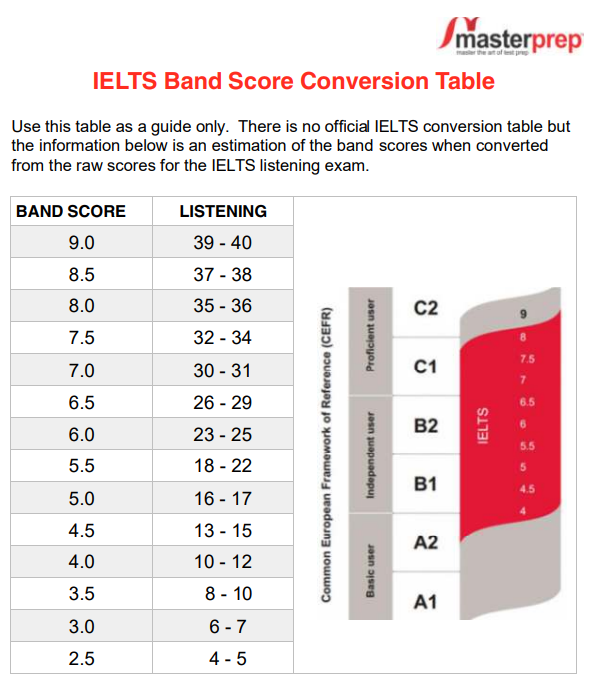 masterprep
master the art of test prep
IELTS Band Score Conversion Table
Use this table as a guide only. There is no official IELTS conversion table but
the information below is an estimation of the band scores when converted
from the raw scores for the IELTS listening exam.
BAND SCORE LISTENING
9.0 39 - 40
8.5 37 - 38
8.0 35 - 36
7.5 32 - 34
7.0 30 - 31
6.5 26 - 29
6.0 23 - 25
5.5 18 - 22
5.0 16 - 17
4.5 13 - 15
4.0 10 - 12
3.5 8 - 10
3.0 6 - 7
2.5 4 - 5
Common European Framework of Reference (CEFR)
Proficient user
Independent user
Basic user
C2
C1
B2
B1
A2
A1
IELTS
9
8
7.5
7
6.5
6
5.5
5
4.5
4